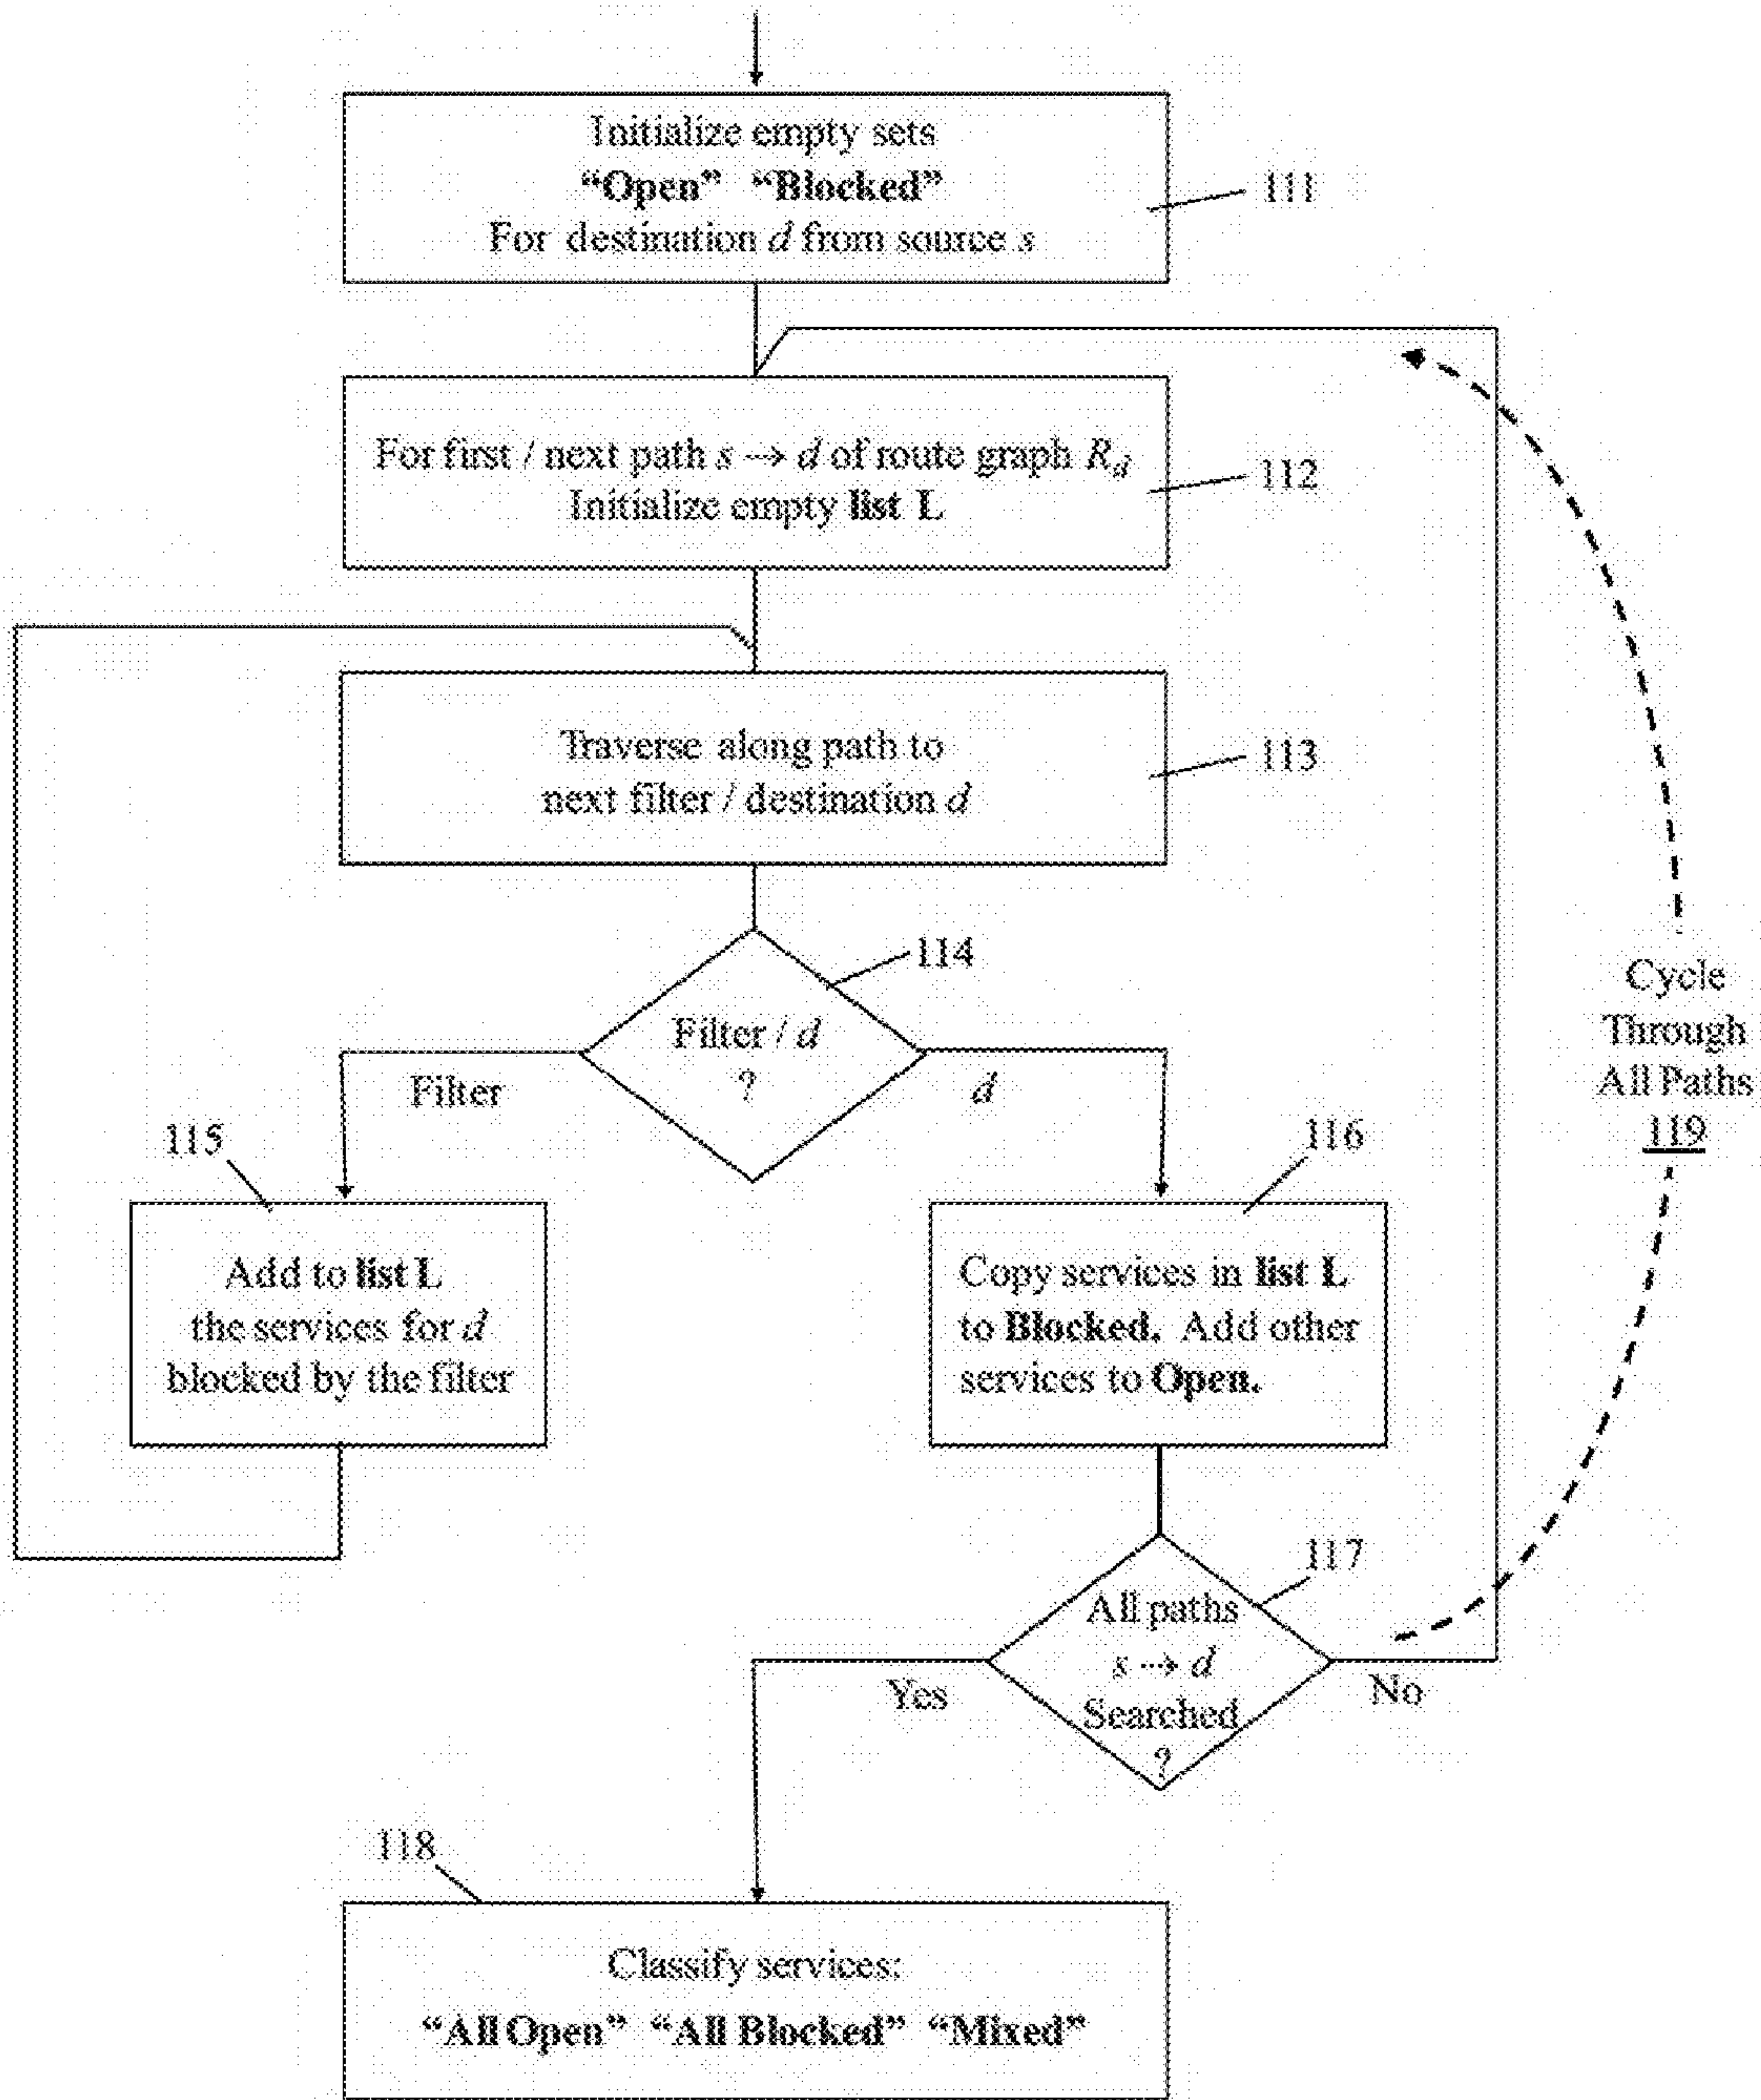 Initialize empty sets
“Open” “Blocked”
For destination d from source s
111
For first / next path s ⇢ d of route graph R_d
Initialize empty list L
112
Traverse along path to
next filter / destination d
113
114
Filter / d
?
Filter
d
115
116
Add to list L
the services for d
blocked by the filter
Copy services in list L
to Blocked. Add other
services to Open.
Cycle
Through
All Paths
119
117
All paths
s ⇢ d
Searched
?
Yes
No
118
Classify services:
“All Open” “All Blocked” “Mixed”